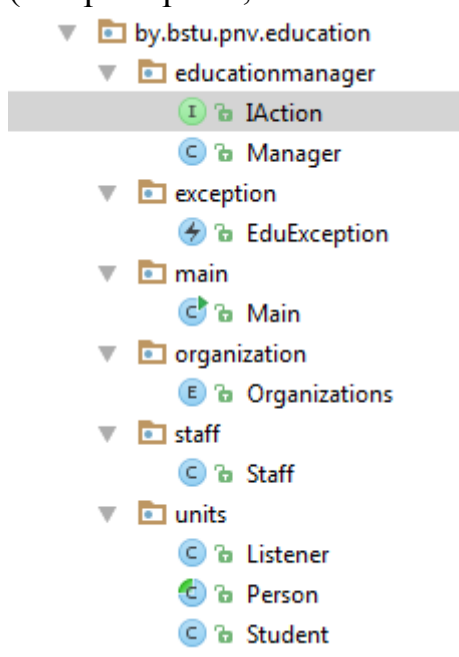 by.bstu.pnv.education
educationmanager
I IAction
C Manager
exception
EduException
main
C Main
organization
E Organizations
staff
C Staff
units
C Listener
C Person
C Student